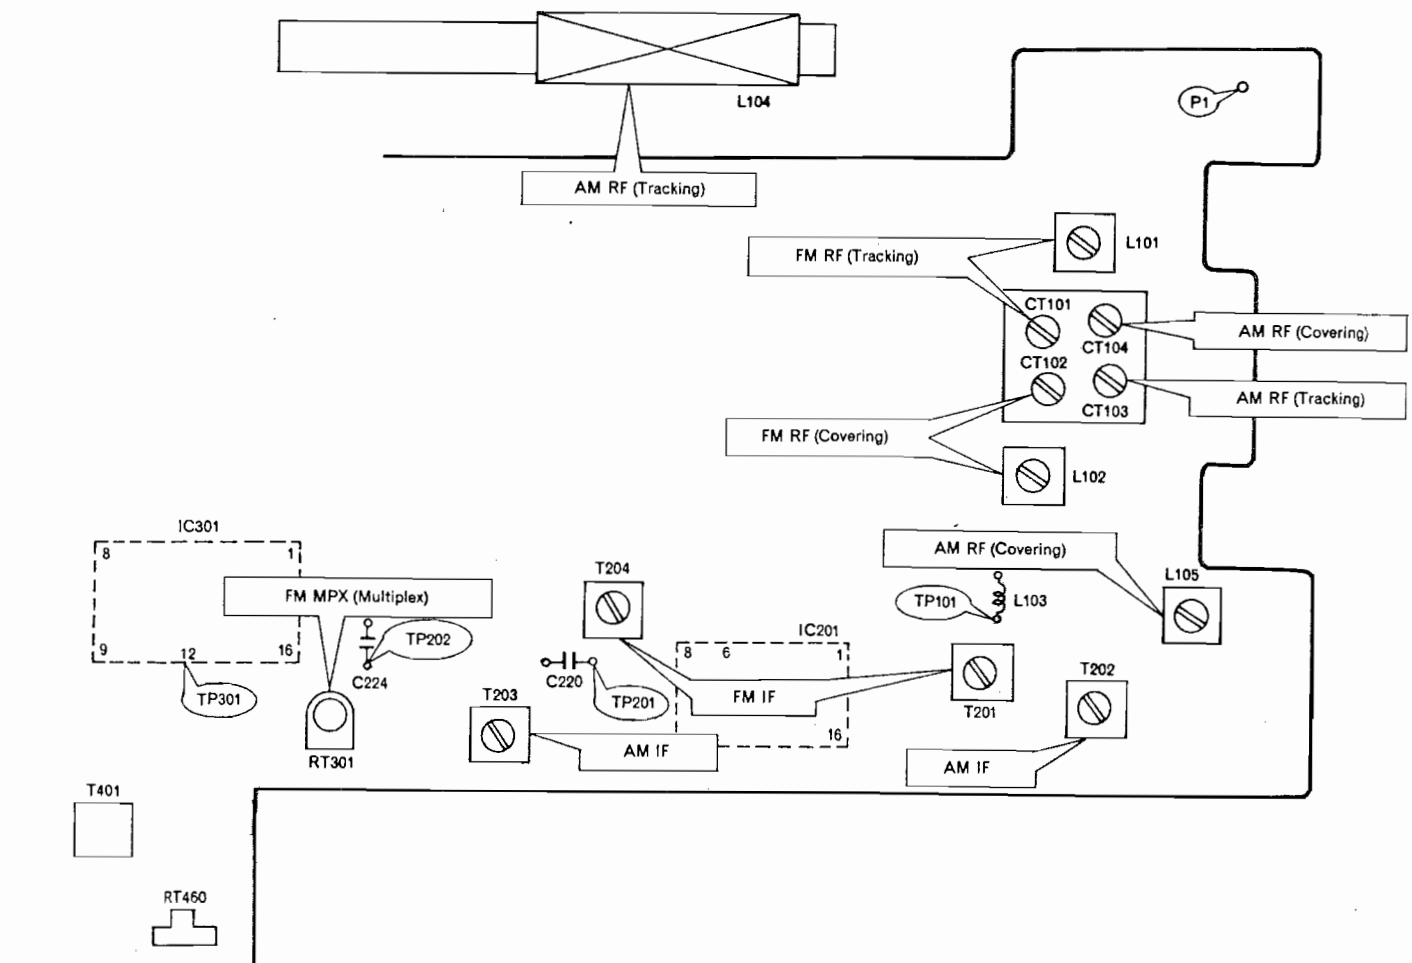 L104
P1
AM RF (Tracking)
L101
FM RF (Tracking)
CT101
CT104
AM RF (Covering)
CT102
CT103
AM RF (Tracking)
FM RF (Covering)
L102
IC301
8 1
AM RF (Covering)
T204
L105
FM MPX (Multiplex)
TP101
L103
TP202
IC201
9 12 16
8 6 1
C224
C220
T202
TP301
T203
TP201
FM IF
T201
16
RT301
AM IF
AM IF
T401
RT460